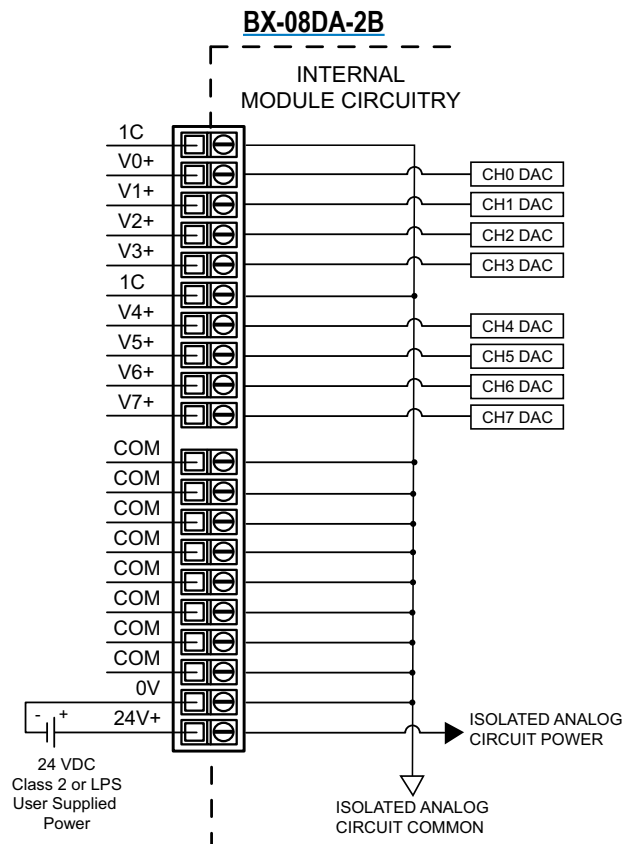 BX-08DA-2B
INTERNAL
MODULE CIRCUITRY
1C
V0+
CH0 DAC
V1+
CH1 DAC
V2+
CH2 DAC
V3+
CH3 DAC
1C
V4+
CH4 DAC
V5+
CH5 DAC
V6+
CH6 DAC
V7+
CH7 DAC
COM
COM
COM
COM
COM
COM
COM
COM
0V
24V+
- +
ISOLATED ANALOG
CIRCUIT POWER
24 VDC
Class 2 or LPS
User Supplied
Power
ISOLATED ANALOG
CIRCUIT COMMON